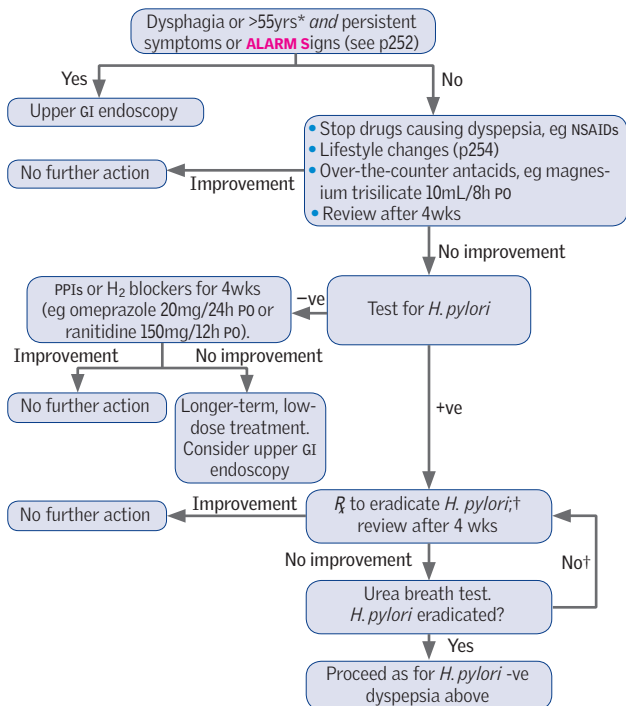 Dysphagia or >55yrs* and persistent
symptoms or ALARM Signs (see p252)
Yes
No
Upper GI endoscopy
• Stop drugs causing dyspepsia, eg NSAIDs
• Lifestyle changes (p254)
• Over-the-counter antacids, eg magnes-
ium trisilicate 10mL/8h PO
• Review after 4wks
No further action
Improvement
No improvement
PPIs or H₂ blockers for 4wks
(eg omeprazole 20mg/24h PO or
ranitidine 150mg/12h PO).
–ve
Test for H. pylori
Improvement
No improvement
No further action
Longer-term, low-
dose treatment.
Consider upper GI
endoscopy
+ve
No further action
Improvement
℞ to eradicate H. pylori;†
review after 4 wks
No improvement
No†
Urea breath test.
H. pylori eradicated?
Yes
Proceed as for H. pylori -ve
dyspepsia above